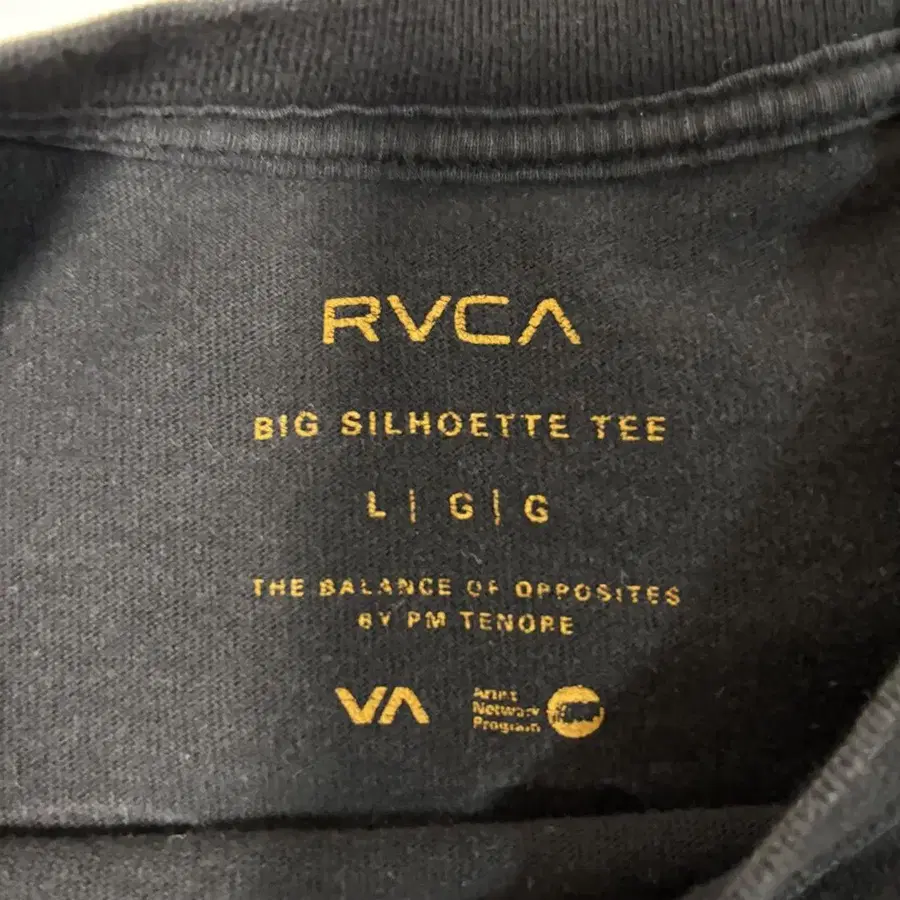 RVCA
BIG SILHOETTE TEE
L | G | G
THE BALANCE OF OPPOSITES
BY PM TENORE
VA
Artist
Network
Program